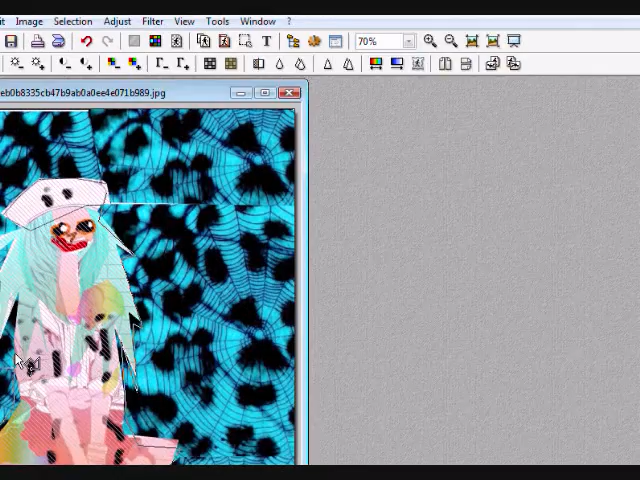 it Image Selection Adjust Filter View Tools Window ?
T 70%
eb0b8335cb47b9ab0a0ee4e071b989.jpg